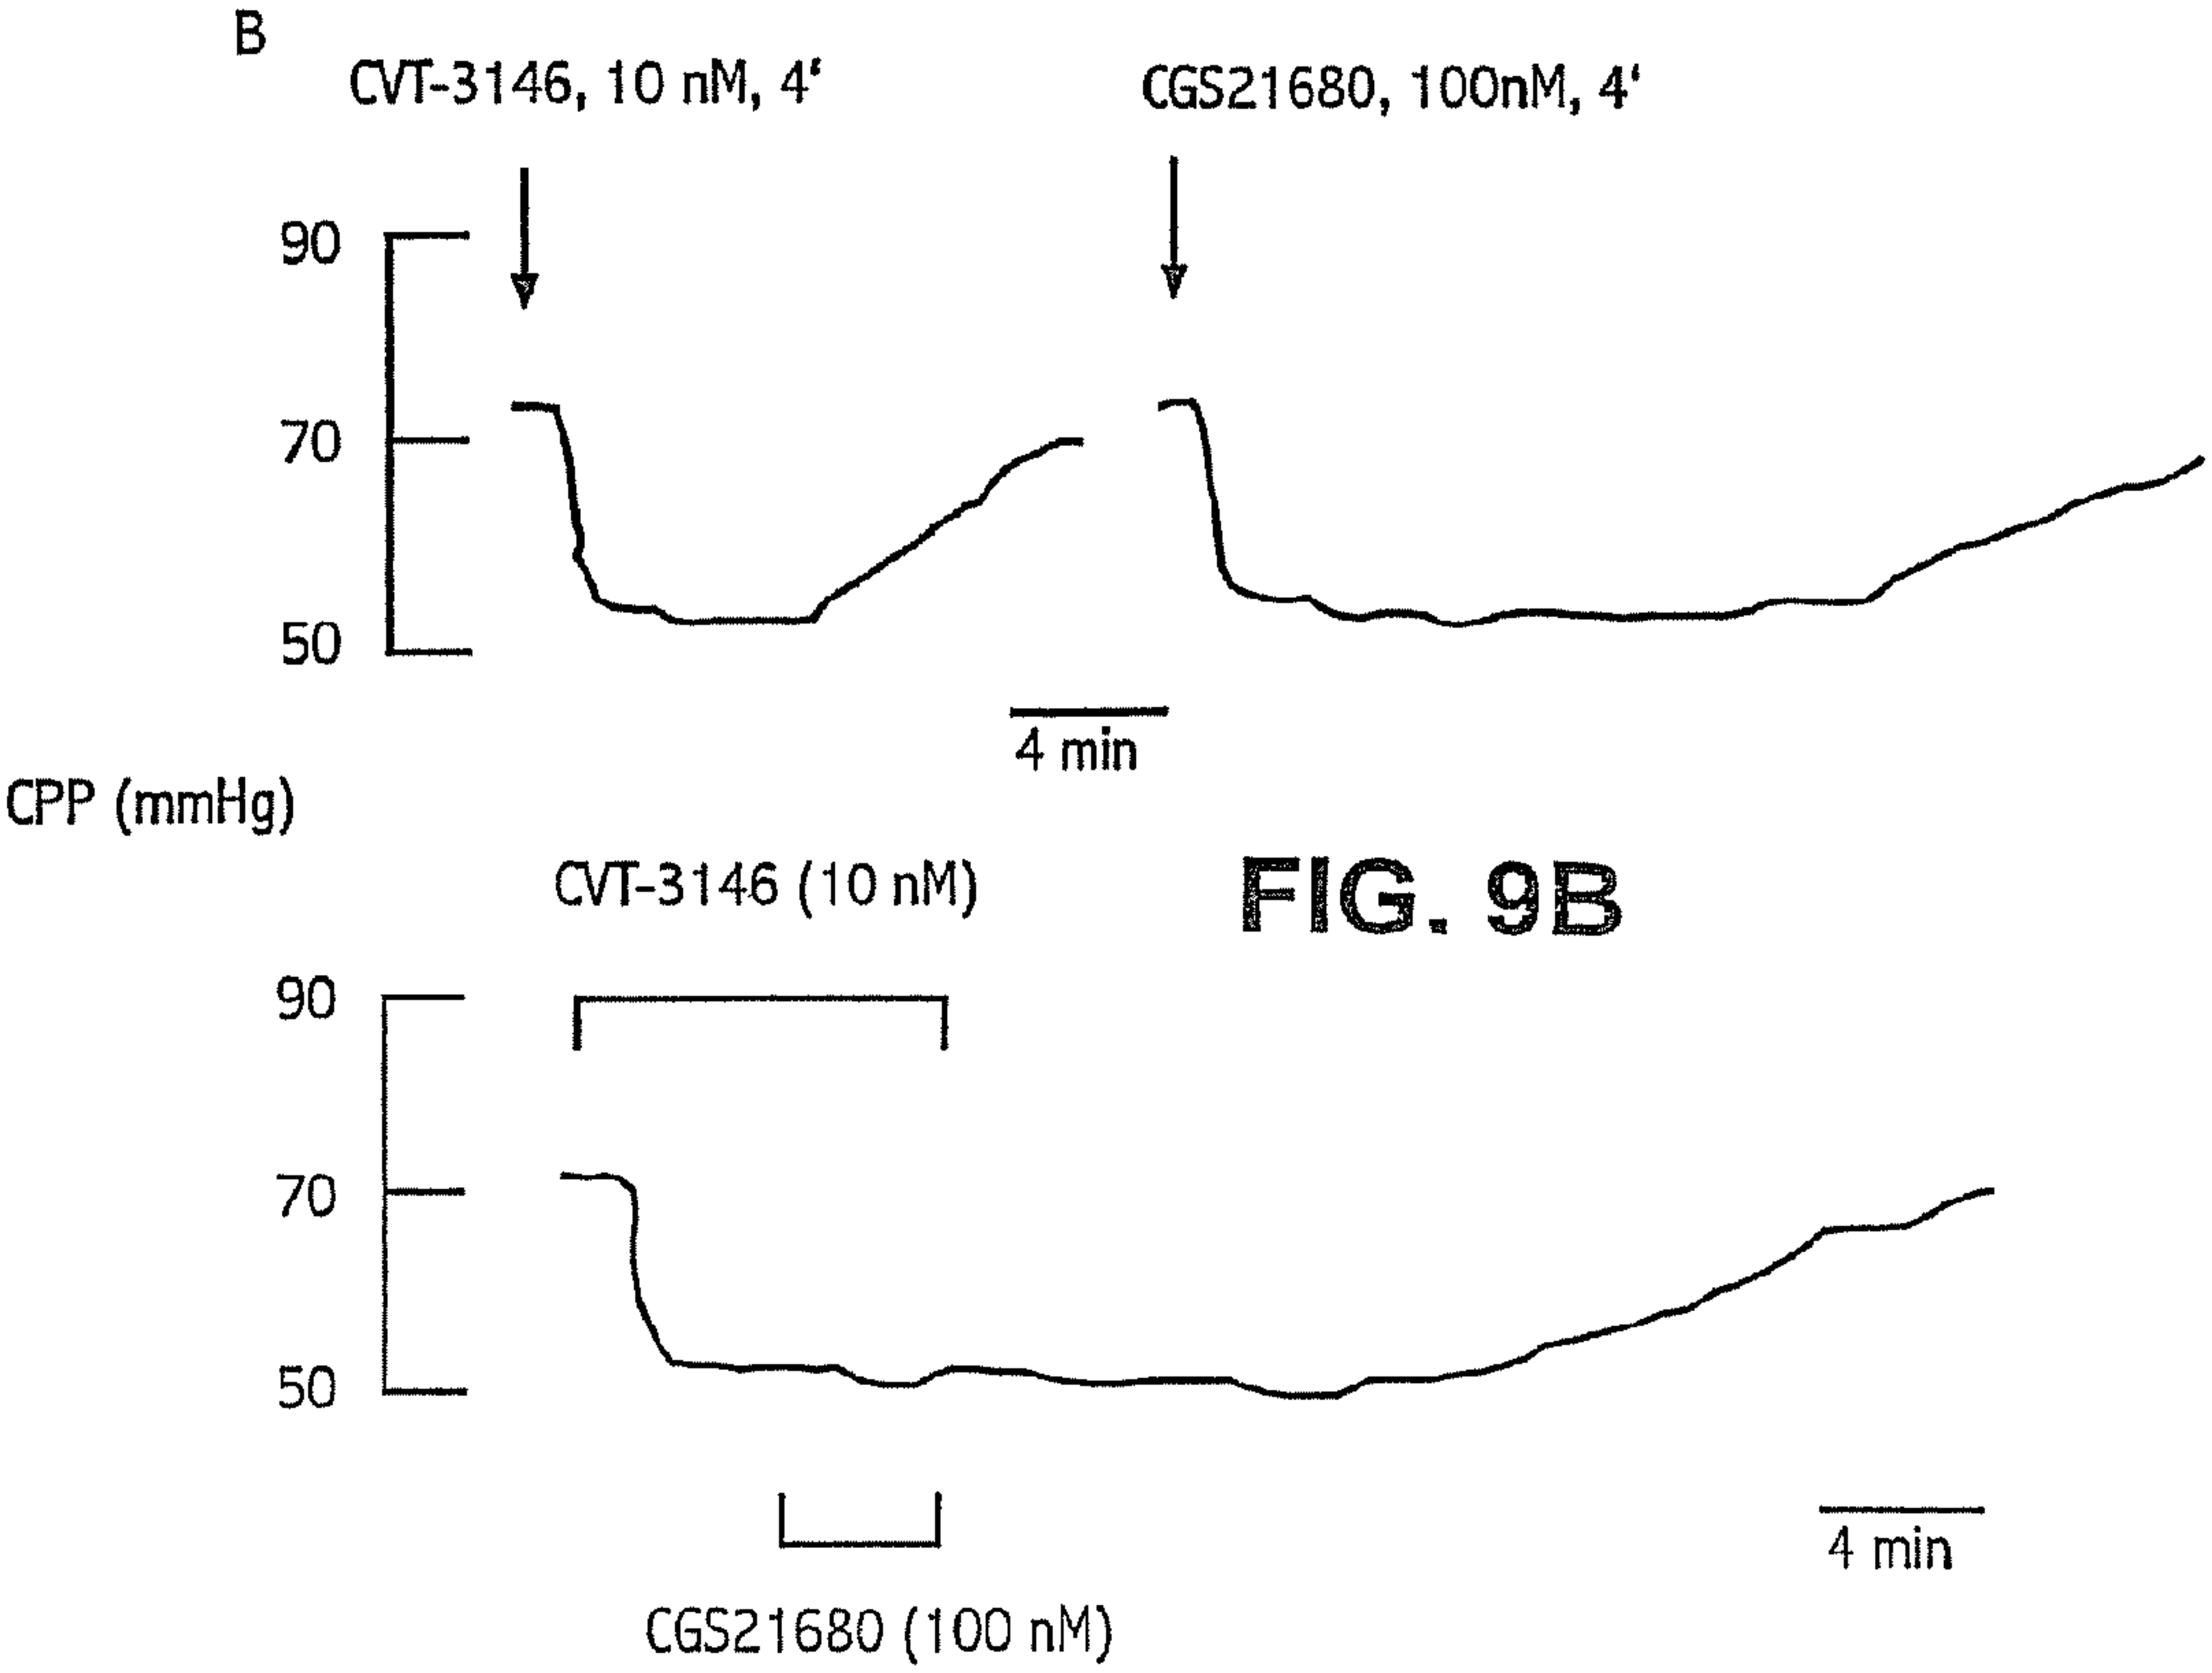 B
CVT-3146, 10 nM, 4'
CGS21680, 100nM, 4'
90
70
50
4 min
CPP (mmHg)
CVT-3146 (10 nM)
FIG. 9B
90
70
50
4 min
CGS21680 (100 nM)